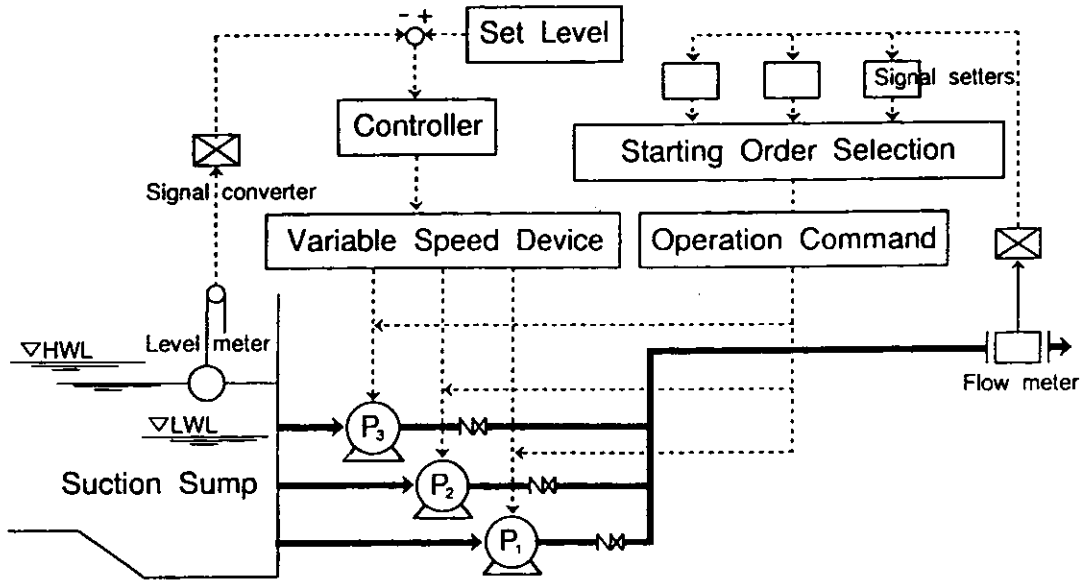 - +
Set Level
Signal setters
Controller
Starting Order Selection
Signal converter
Variable Speed Device
Operation Command
Level meter
▽HWL
Flow meter
▽LWL
P₃
Suction Sump
P₂
P₁